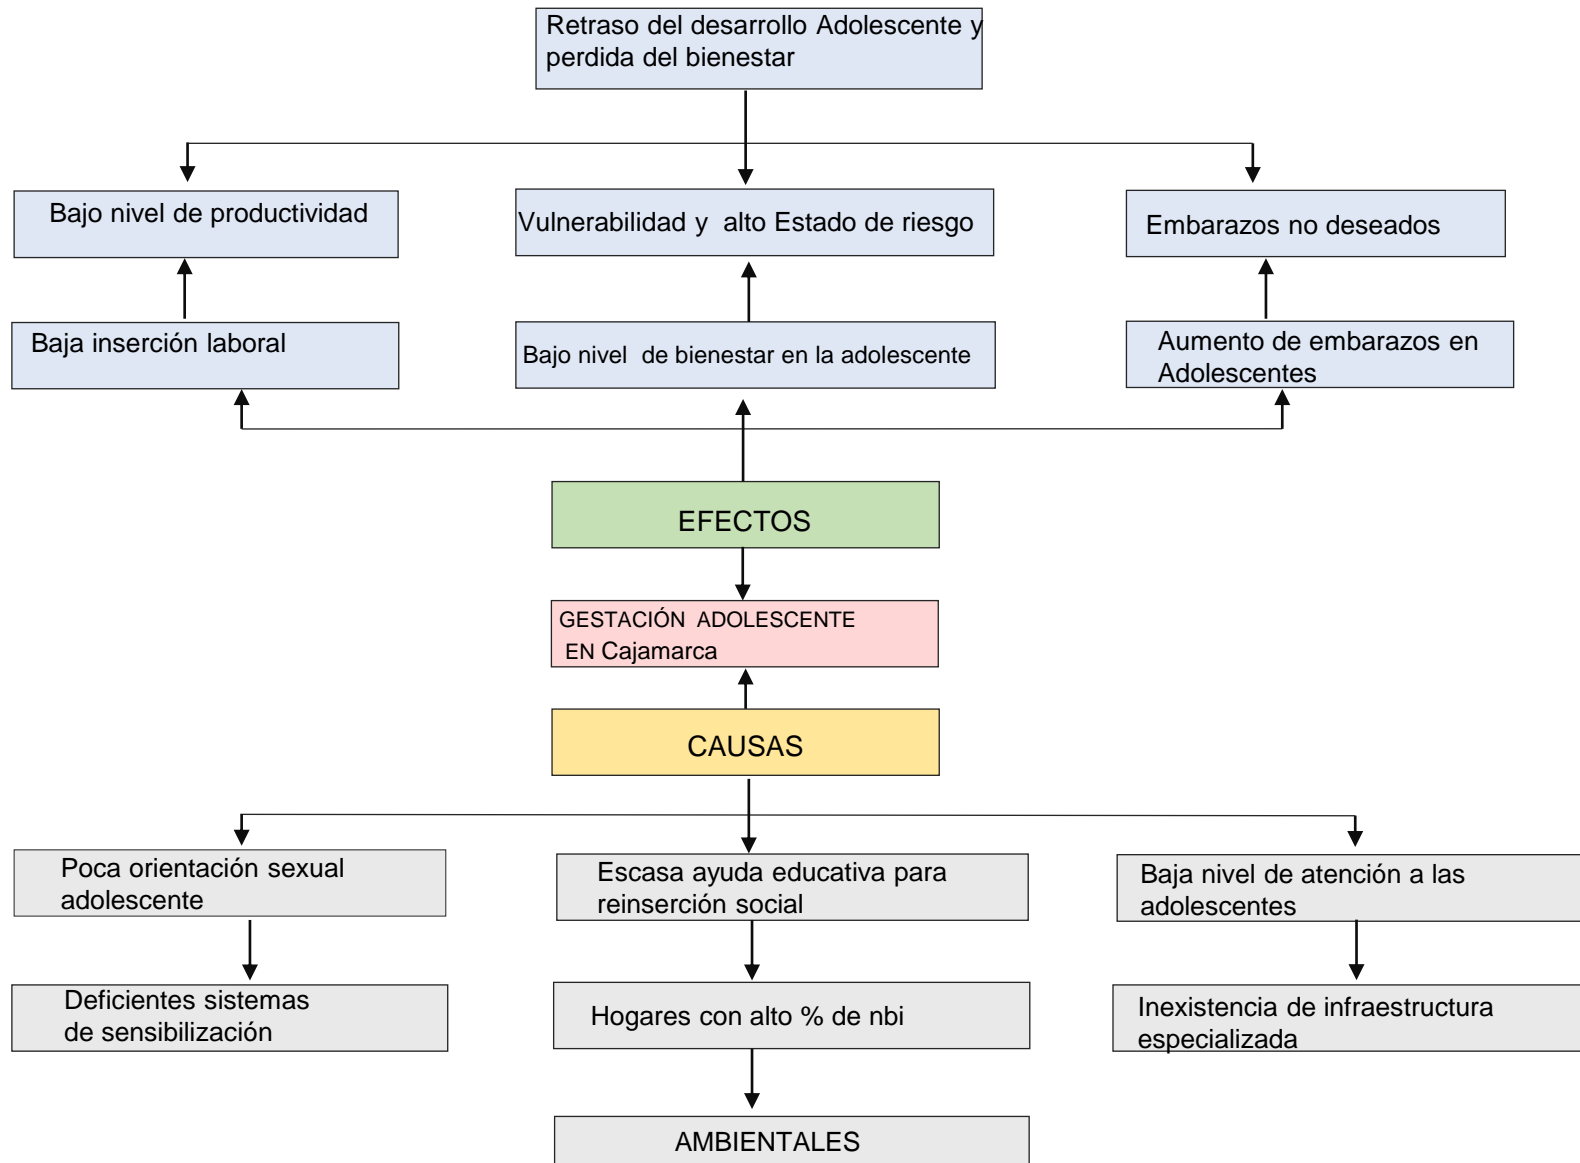 Retraso del desarrollo Adolescente y
perdida del bienestar
Bajo nivel de productividad
Vulnerabilidad y alto Estado de riesgo
Embarazos no deseados
Baja inserción laboral
Bajo nivel de bienestar en la adolescente
Aumento de embarazos en
Adolescentes
EFECTOS
GESTACIÓN ADOLESCENTE
EN Cajamarca
CAUSAS
Poca orientación sexual
adolescente
Escasa ayuda educativa para
reinserción social
Baja nivel de atención a las
adolescentes
Deficientes sistemas
de sensibilización
Hogares con alto % de nbi
Inexistencia de infraestructura
especializada
AMBIENTALES